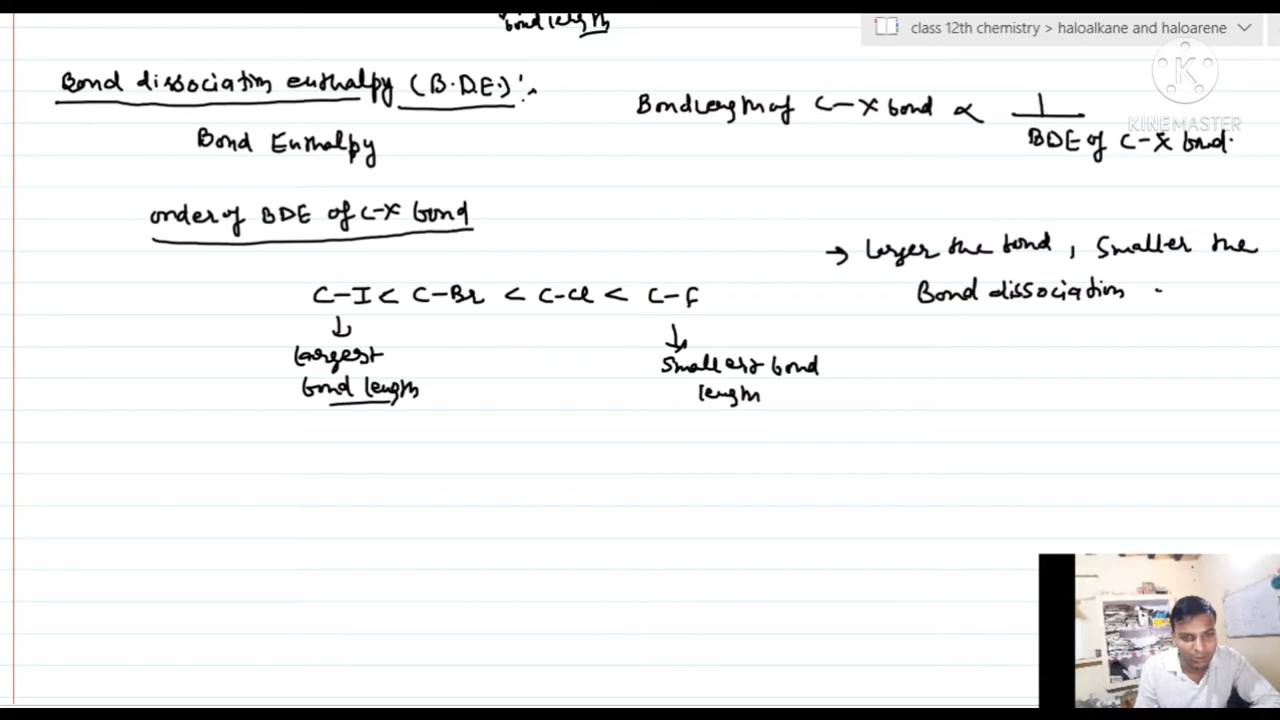 bond length
class 12th chemistry > haloalkane and haloarene
KINEMASTER
Bond dissociation enthalpy (B.D.E.):
Bond Enthalpy
Bond length of C-X bond ∝ 1
BDE of C-X bond.
order of BDE of C-X bond
→ Larger the bond, smaller the
Bond dissociation
C-I < C-Br < C-Cl < C-F
↓ ↓
largest
bond length
smallest bond
length